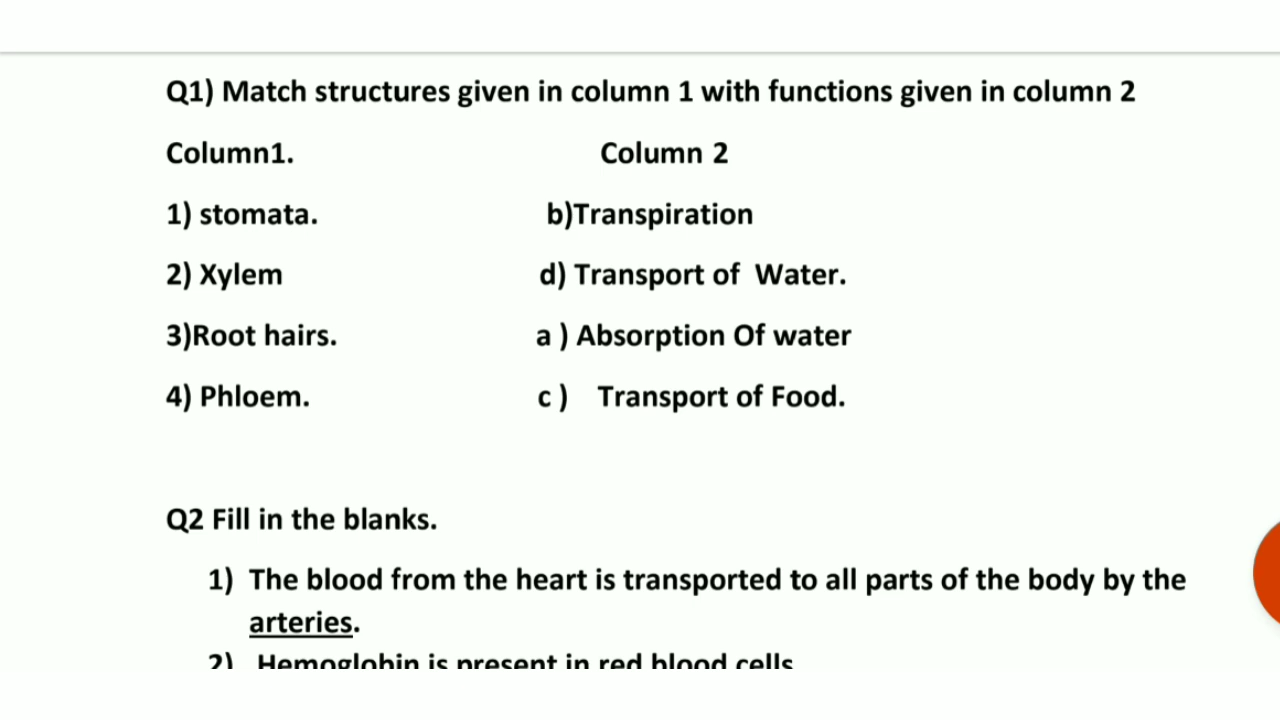 Q1) Match structures given in column 1 with functions given in column 2
Column1. Column 2
1) stomata. b)Transpiration
2) Xylem d) Transport of Water.
3)Root hairs. a ) Absorption Of water
4) Phloem. c ) Transport of Food.
Q2 Fill in the blanks.
1) The blood from the heart is transported to all parts of the body by the
arteries.
2) Hemoglobin is present in red blood cells